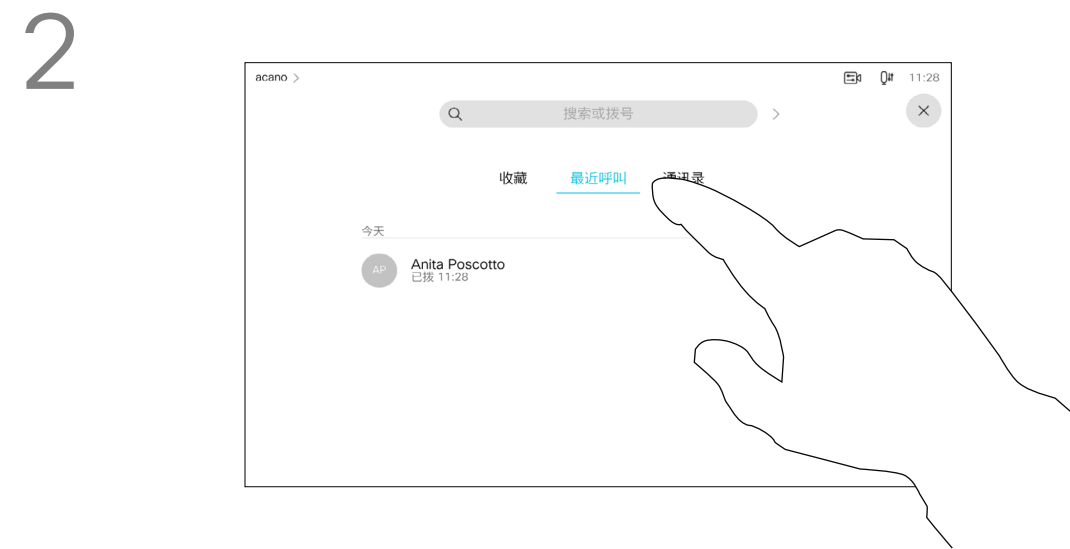 2
acano >
11:28
搜索或拨号
收藏 最近呼叫 通讯录
今天
AP
Anita Poscotto
已拨 11:28